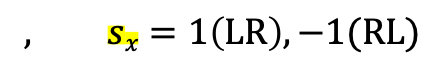 , sₓ = 1(LR), −1(RL)